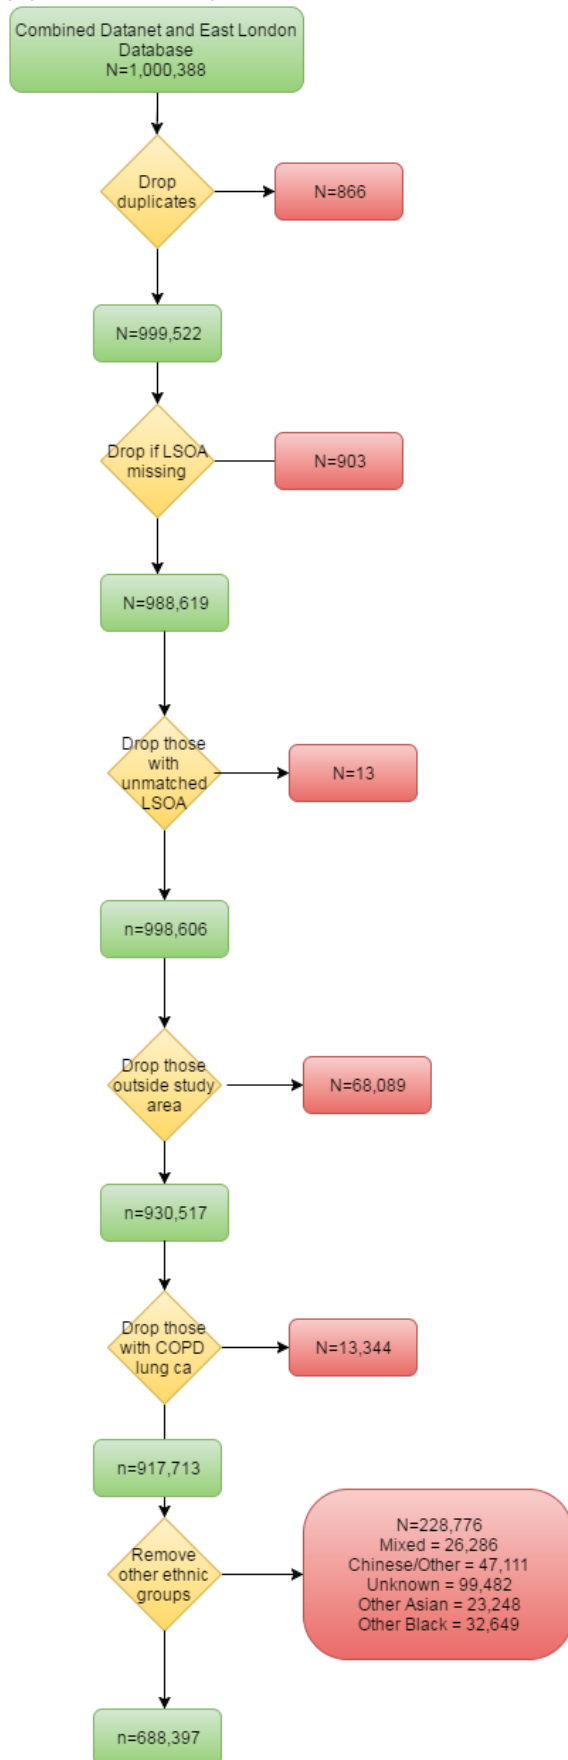 Combined Datanet and East London
Database
N=1,000,388
Drop
duplicates
N=866
N=999,522
Drop if LSOA
missing
N=903
N=988,619
Drop those
with
unmatched
LSOA
N=13
n=998,606
Drop those
outside study
area
N=68,089
n=930,517
Drop those
with COPD
lung ca
N=13,344
n=917,713
Remove
other ethnic
groups
N=228,776
Mixed = 26,286
Chinese/Other = 47,111
Unknown = 99,482
Other Asian = 23,248
Other Black = 32,649
n=688,397